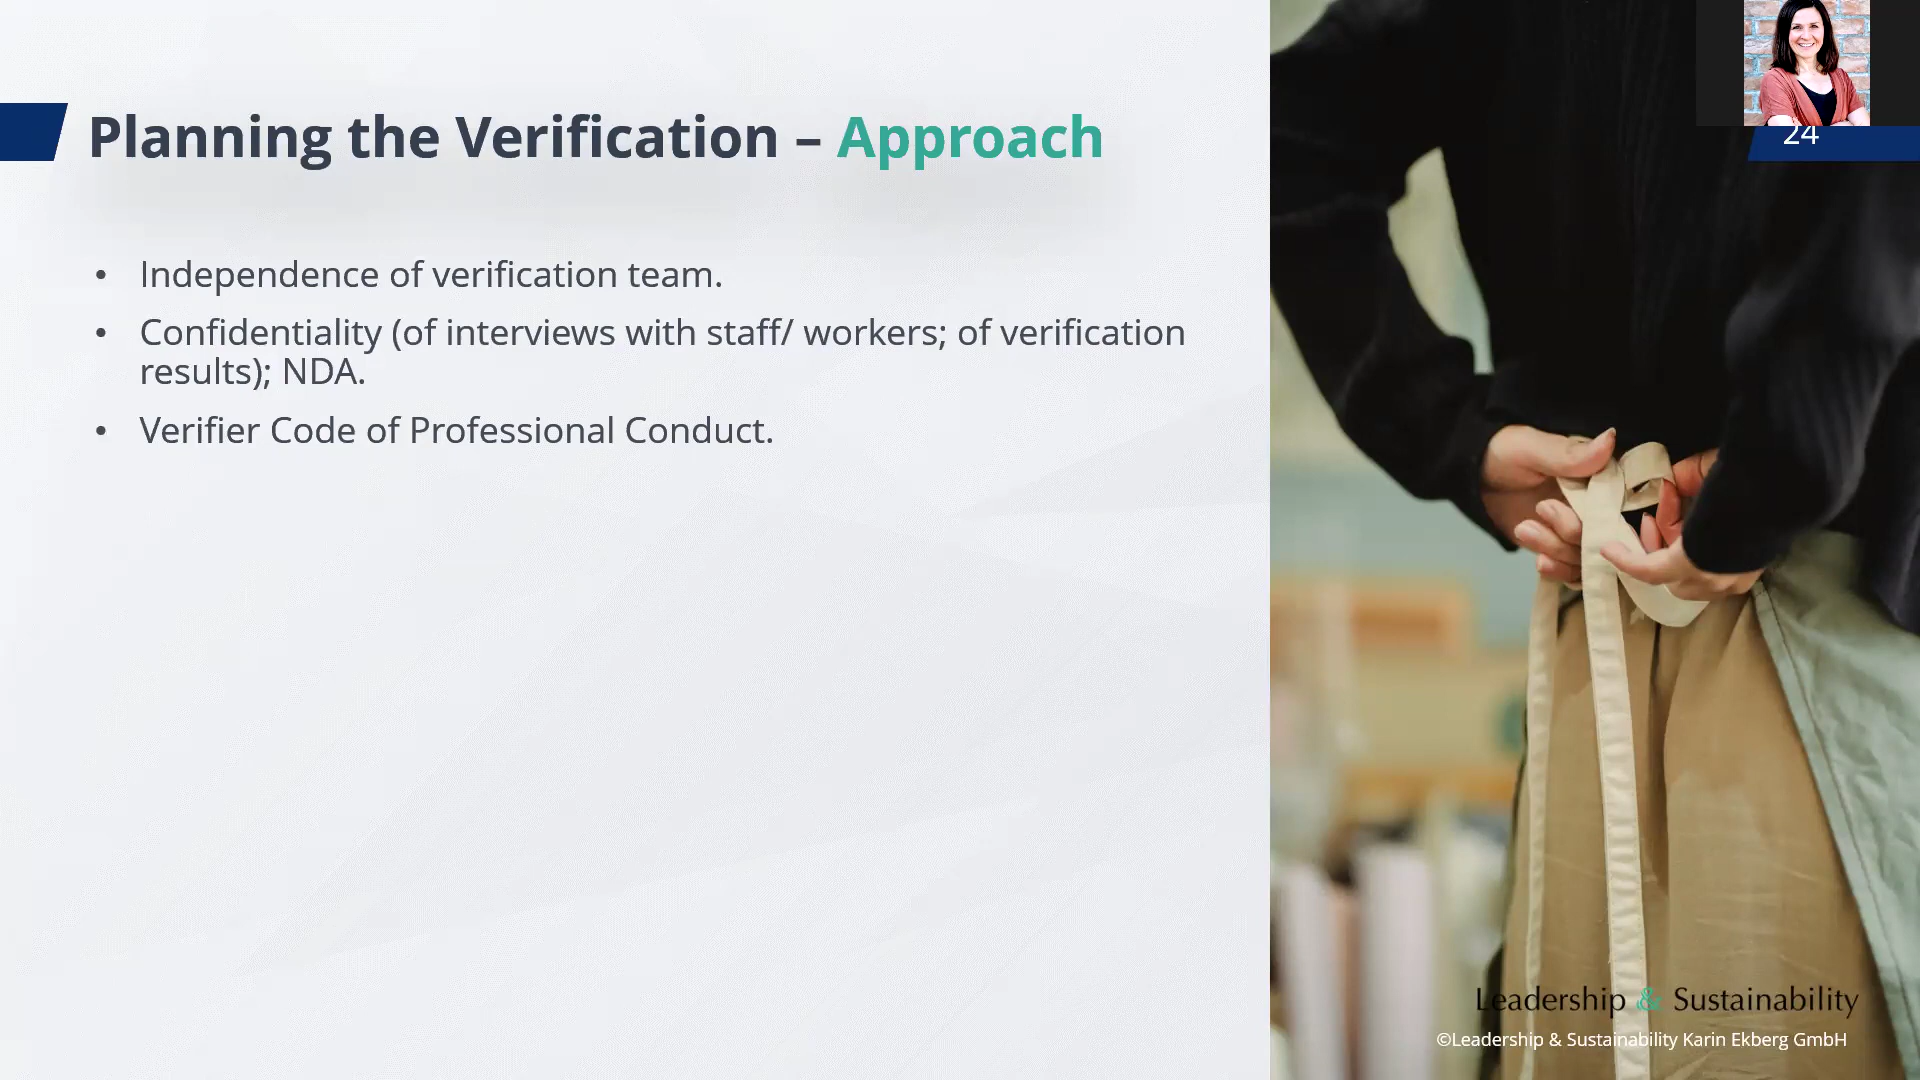 Planning the Verification – Approach
24
• Independence of verification team.
• Confidentiality (of interviews with staff/ workers; of verification
results); NDA.
• Verifier Code of Professional Conduct.
Leadership & Sustainability
©Leadership & Sustainability Karin Ekberg GmbH